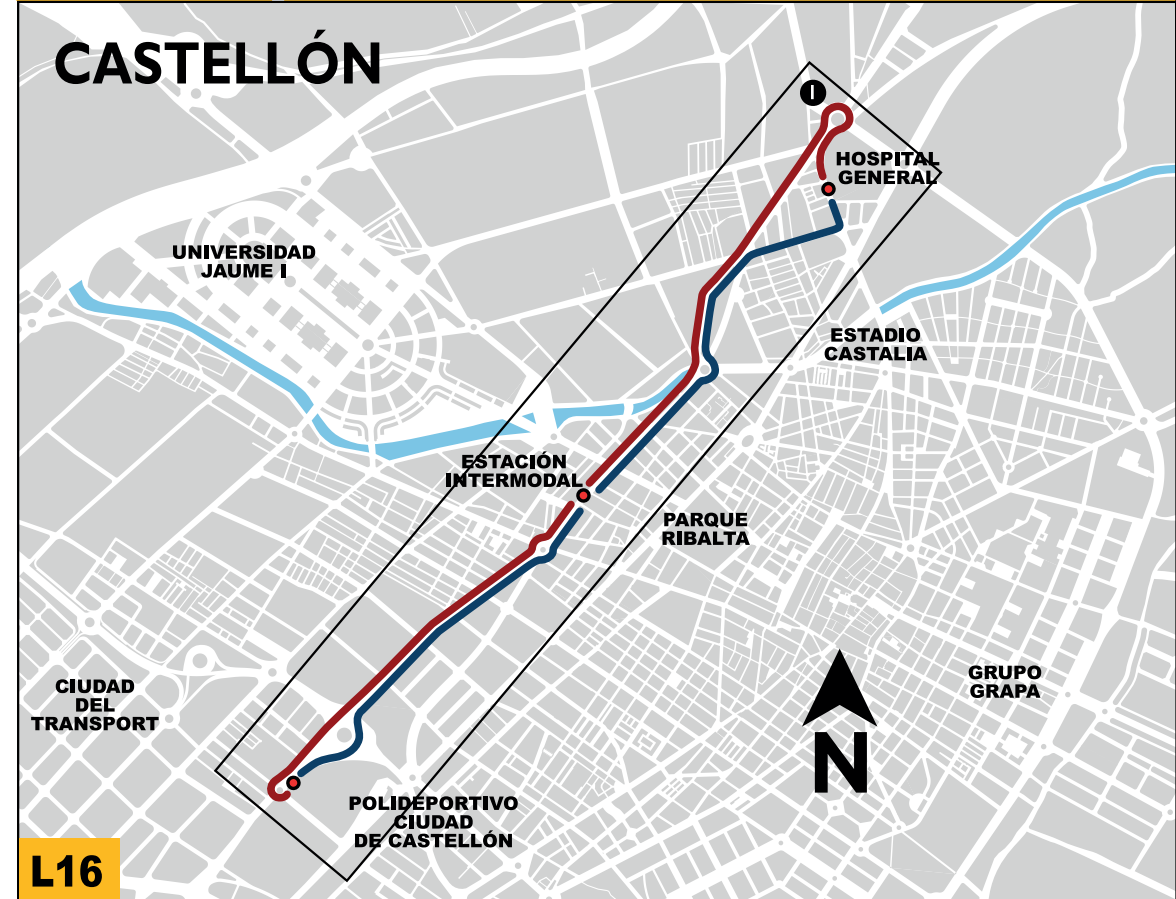 CASTELLÓN
I
HOSPITAL
GENERAL
UNIVERSIDAD
JAUME I
ESTADIO
CASTALIA
ESTACIÓN
INTERMODAL
PARQUE
RIBALTA
GRUPO
GRAPA
CIUDAD
DEL
TRANSPORT
N
POLIDEPORTIVO
CIUDAD
DE CASTELLÓN
L16